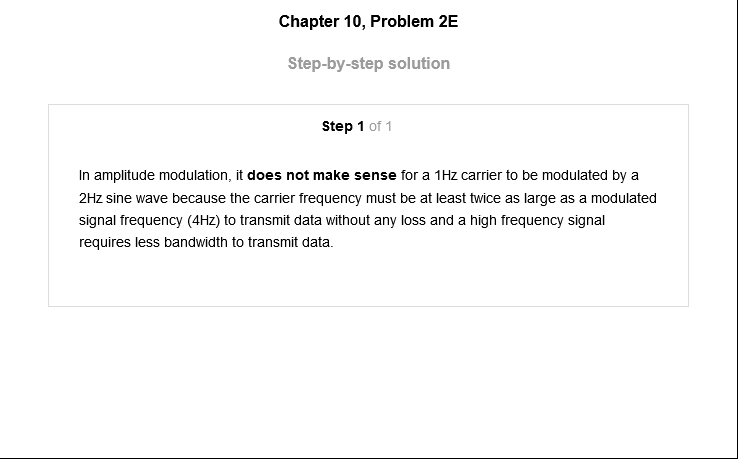 Chapter 10, Problem 2E
Step-by-step solution
Step 1 of 1
In amplitude modulation, it does not make sense for a 1Hz carrier to be modulated by a
2Hz sine wave because the carrier frequency must be at least twice as large as a modulated
signal frequency (4Hz) to transmit data without any loss and a high frequency signal
requires less bandwidth to transmit data.